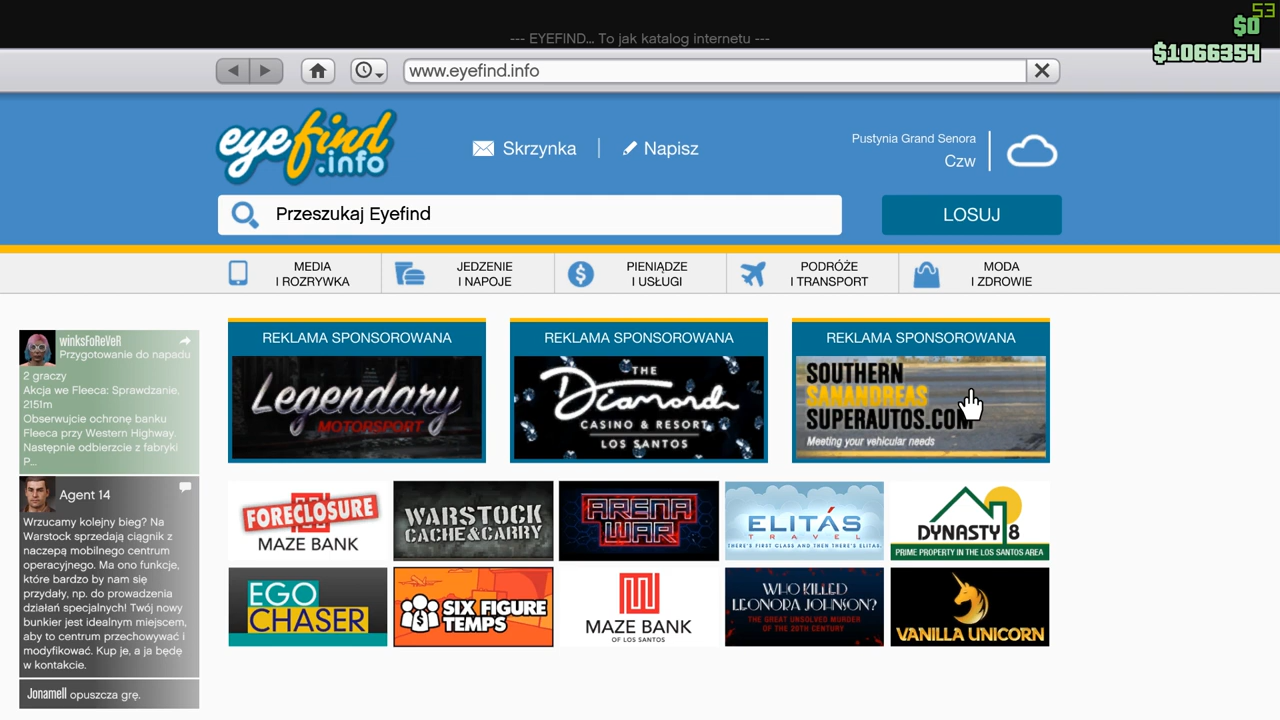 53
$0
$1066354
--- EYEFIND... To jak katalog internetu ---
www.eyefind.info
eyefind
.info
Skrzynka
Napisz
Pustynia Grand Senora
Czw
Przeszukaj Eyefind
LOSUJ
MEDIA
I ROZRYWKA
JEDZENIE
I NAPOJE
PIENIĄDZE
I USŁUGI
PODRÓŻE
I TRANSPORT
MODA
I ZDROWIE
REKLAMA SPONSOROWANA
Legendary
MOTORSPORT
REKLAMA SPONSOROWANA
THE
Diamond
CASINO & RESORT
LOS SANTOS
REKLAMA SPONSOROWANA
SOUTHERN
SANANDREAS
SUPERAUTOS.COM
Meeting your vehicular needs
FORECLOSURE
MAZE BANK
WARSTOCK
CACHE&CARRY
ARENA
WAR
ELITÁS
TRAVEL
THERE'S FIRST CLASS AND THEN THERE'S ELITAS.
DYNASTY 8
PRIME PROPERTY IN THE LOS SANTOS AREA
EGO
CHASER
SIX FIGURE
TEMPS
MAZE BANK
OF LOS SANTOS
WHO KILLED
LEONORA JOHNSON?
THE GREAT UNSOLVED MURDER
OF THE 20TH CENTURY
VANILLA UNICORN
winksFoReVeR
Przygotowanie do napadu
2 graczy
Akcja we Fleeca: Sprawdzanie,
2151m
Obserwujcie ochronę banku
Fleeca przy Western Highway.
Następnie odbierzcie z fabryki
P...
Agent 14
Wrzucamy kolejny bieg? Na
Warstock sprzedają ciągnik z
naczepą mobilnego centrum
operacyjnego. Ma ono funkcje,
które bardzo by nam się
przydały, np. do prowadzenia
działań specjalnych! Twój nowy
bunkier jest idealnym miejscem,
aby to centrum przechowywać i
modyfikować. Kup je, a ja będę
w kontakcie.
Jonamell opuszcza grę.